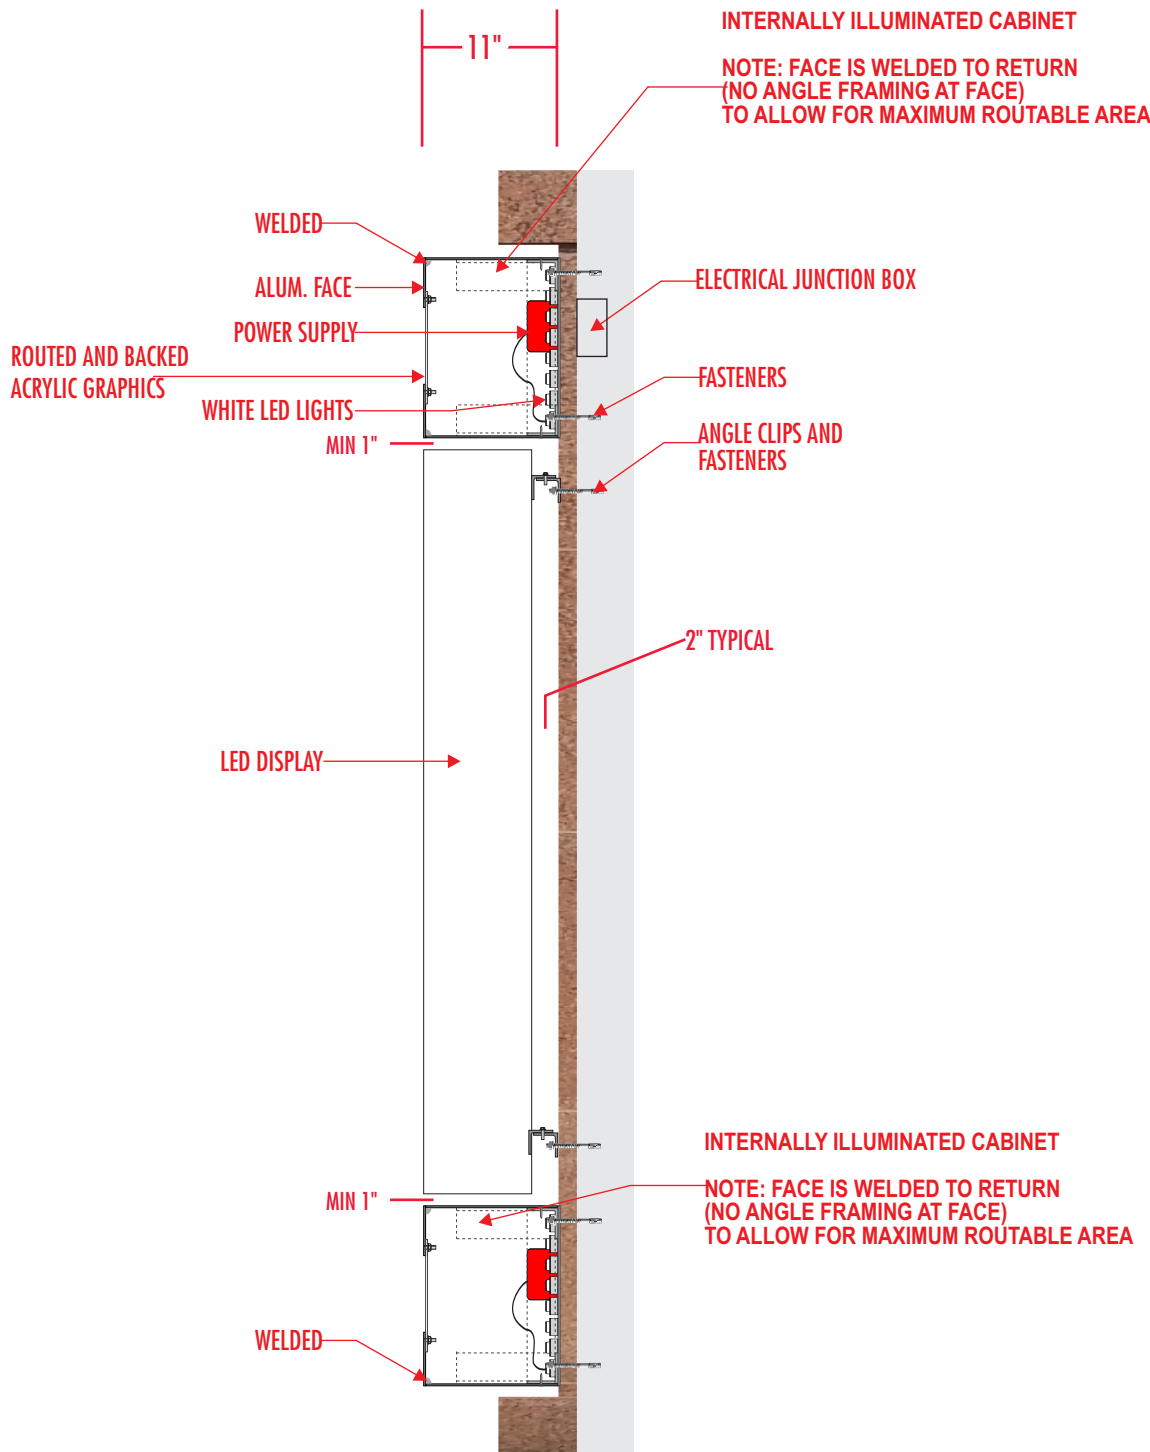 INTERNALLY ILLUMINATED CABINET
NOTE: FACE IS WELDED TO RETURN
(NO ANGLE FRAMING AT FACE)
TO ALLOW FOR MAXIMUM ROUTABLE AREA
11"
WELDED
ALUM. FACE
POWER SUPPLY
ROUTED AND BACKED
ACRYLIC GRAPHICS
WHITE LED LIGHTS
MIN 1"
ELECTRICAL JUNCTION BOX
FASTENERS
ANGLE CLIPS AND
FASTENERS
2" TYPICAL
LED DISPLAY
INTERNALLY ILLUMINATED CABINET
NOTE: FACE IS WELDED TO RETURN
(NO ANGLE FRAMING AT FACE)
TO ALLOW FOR MAXIMUM ROUTABLE AREA
MIN 1"
WELDED